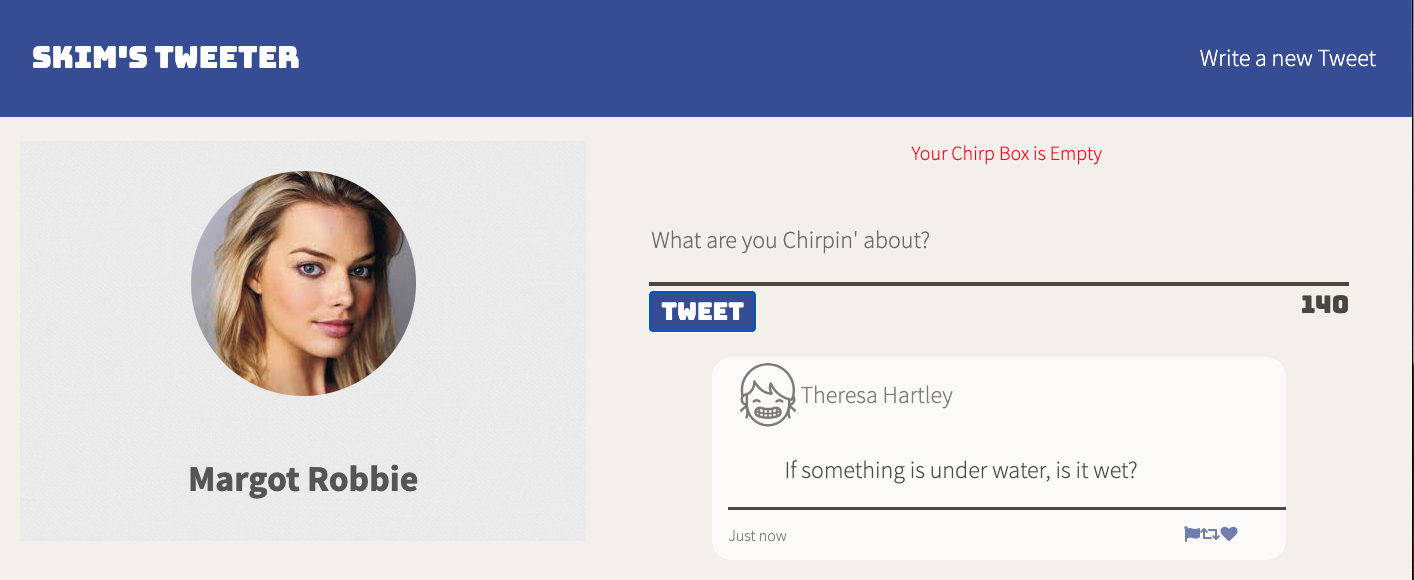 SKIM'S TWEETER
Write a new Tweet
Margot Robbie
Your Chirp Box is Empty
What are you Chirpin' about?
TWEET
140
Theresa Hartley
If something is under water, is it wet?
Just now